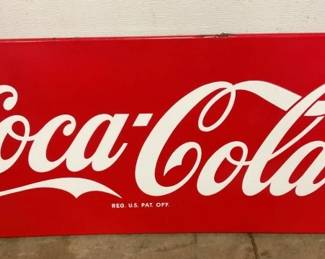 Coca-Cola
REG. U.S. PAT. OFF.